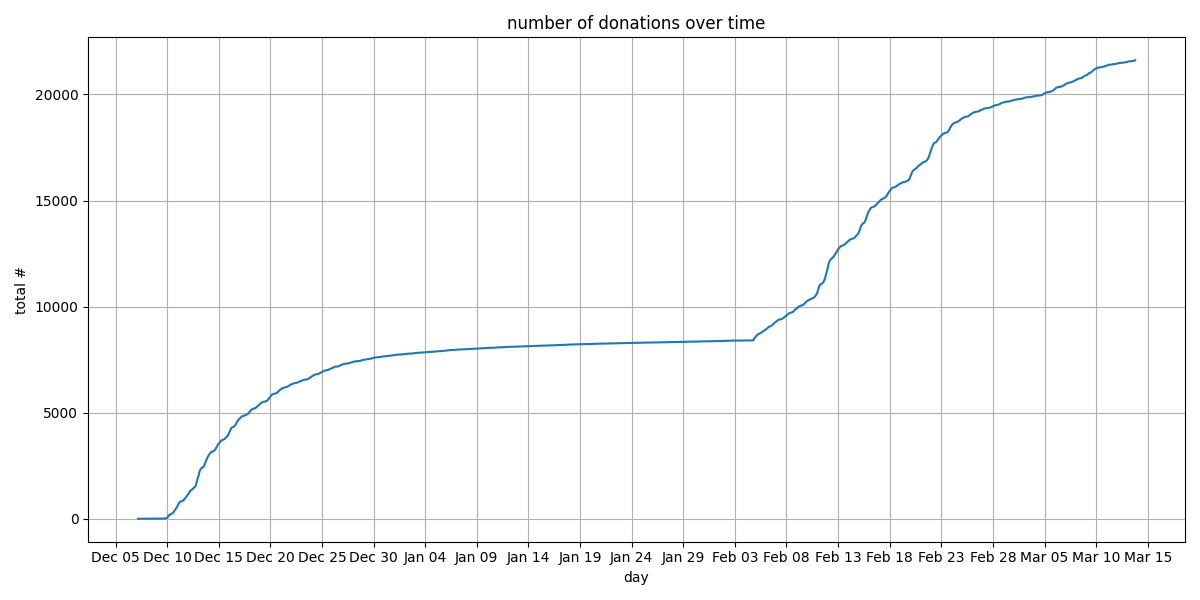 number of donations over time
total #
20000
15000
10000
5000
0
Dec 05 Dec 10 Dec 15 Dec 20 Dec 25 Dec 30 Jan 04 Jan 09 Jan 14 Jan 19 Jan 24 Jan 29 Feb 03 Feb 08 Feb 13 Feb 18 Feb 23 Feb 28 Mar 05 Mar 10 Mar 15
day